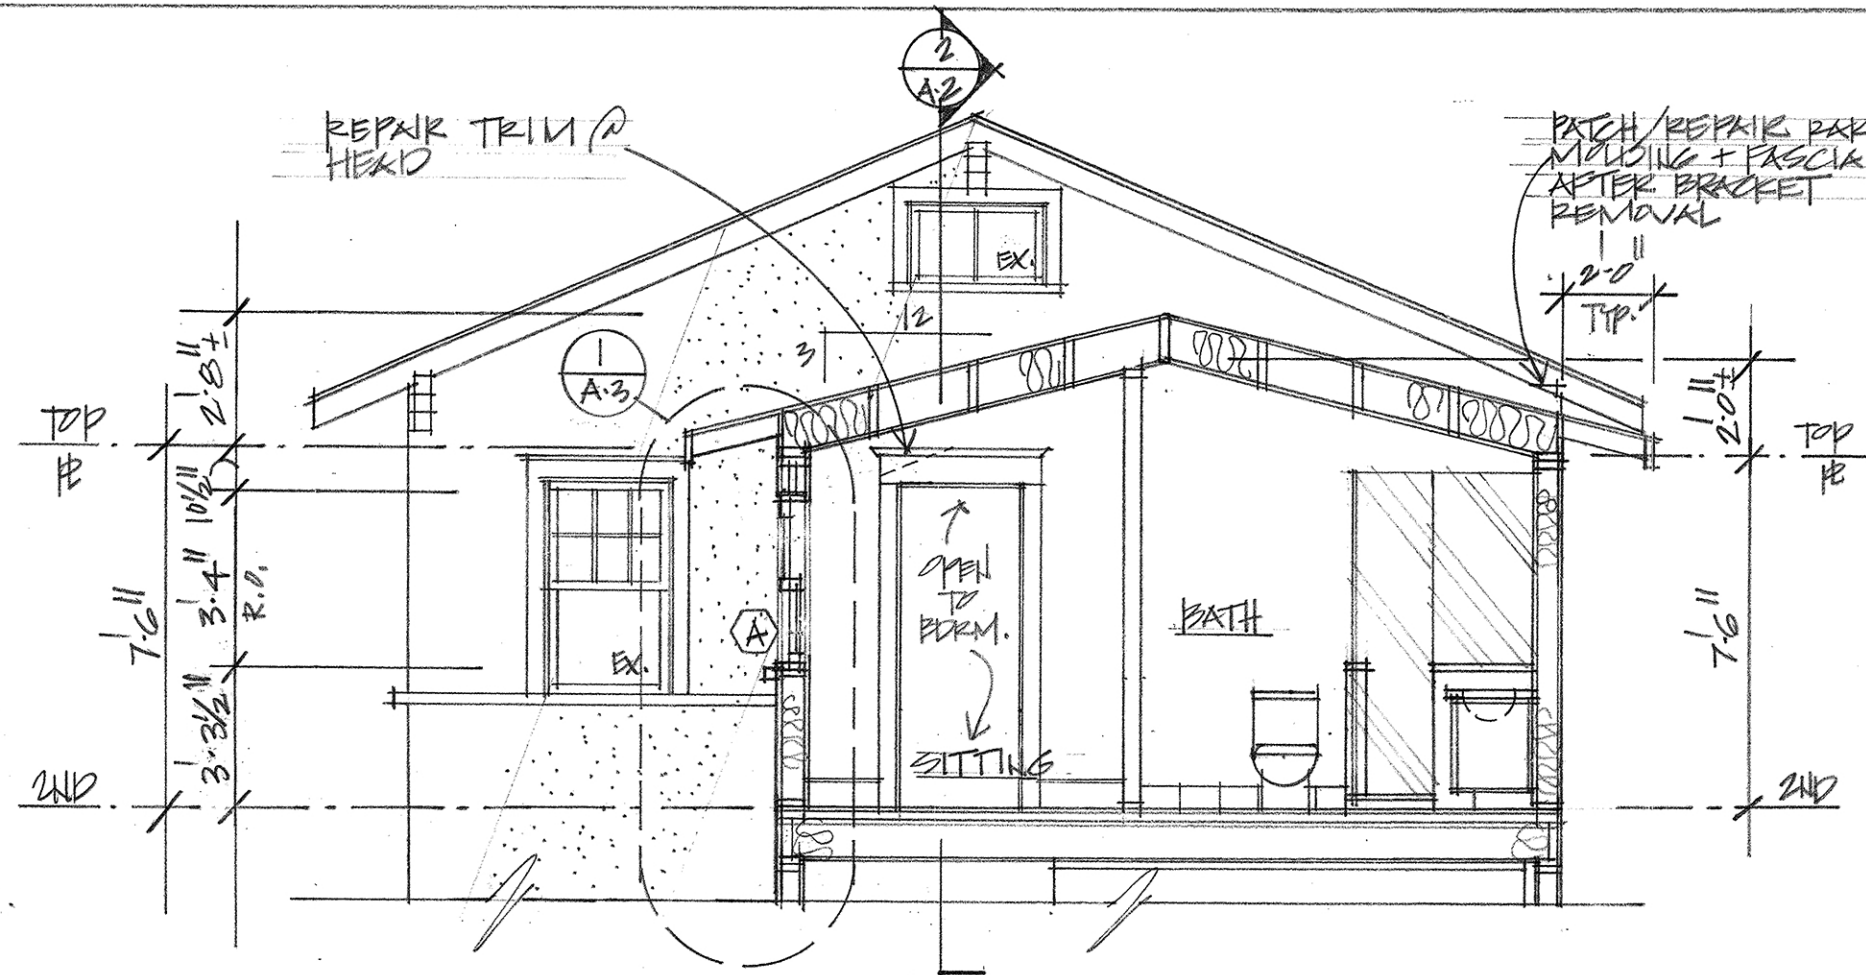 2
A.2
REPAIR TRIM @
HEAD
PATCH/REPAIR
MOLDING + FASCIA
AFTER BRACKET
REMOVAL
2'-0"
TYP.
EX.
12
3
1
A.3
2'-8"±
TOP
PL
10½"
3'-4"
R.O.
7'-6"
3'-3½"
2ND
EX.
A
OPEN
TO
BDRM.
SITTING
BATH
2'-0"±
TOP
PL
7'-6"
2ND